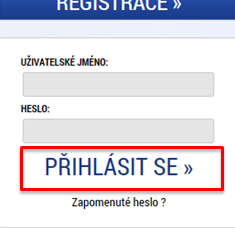 REGISTRACE »
UŽIVATELSKÉ JMÉNO:
HESLO:
PŘIHLÁSIT SE »
Zapomenuté heslo ?